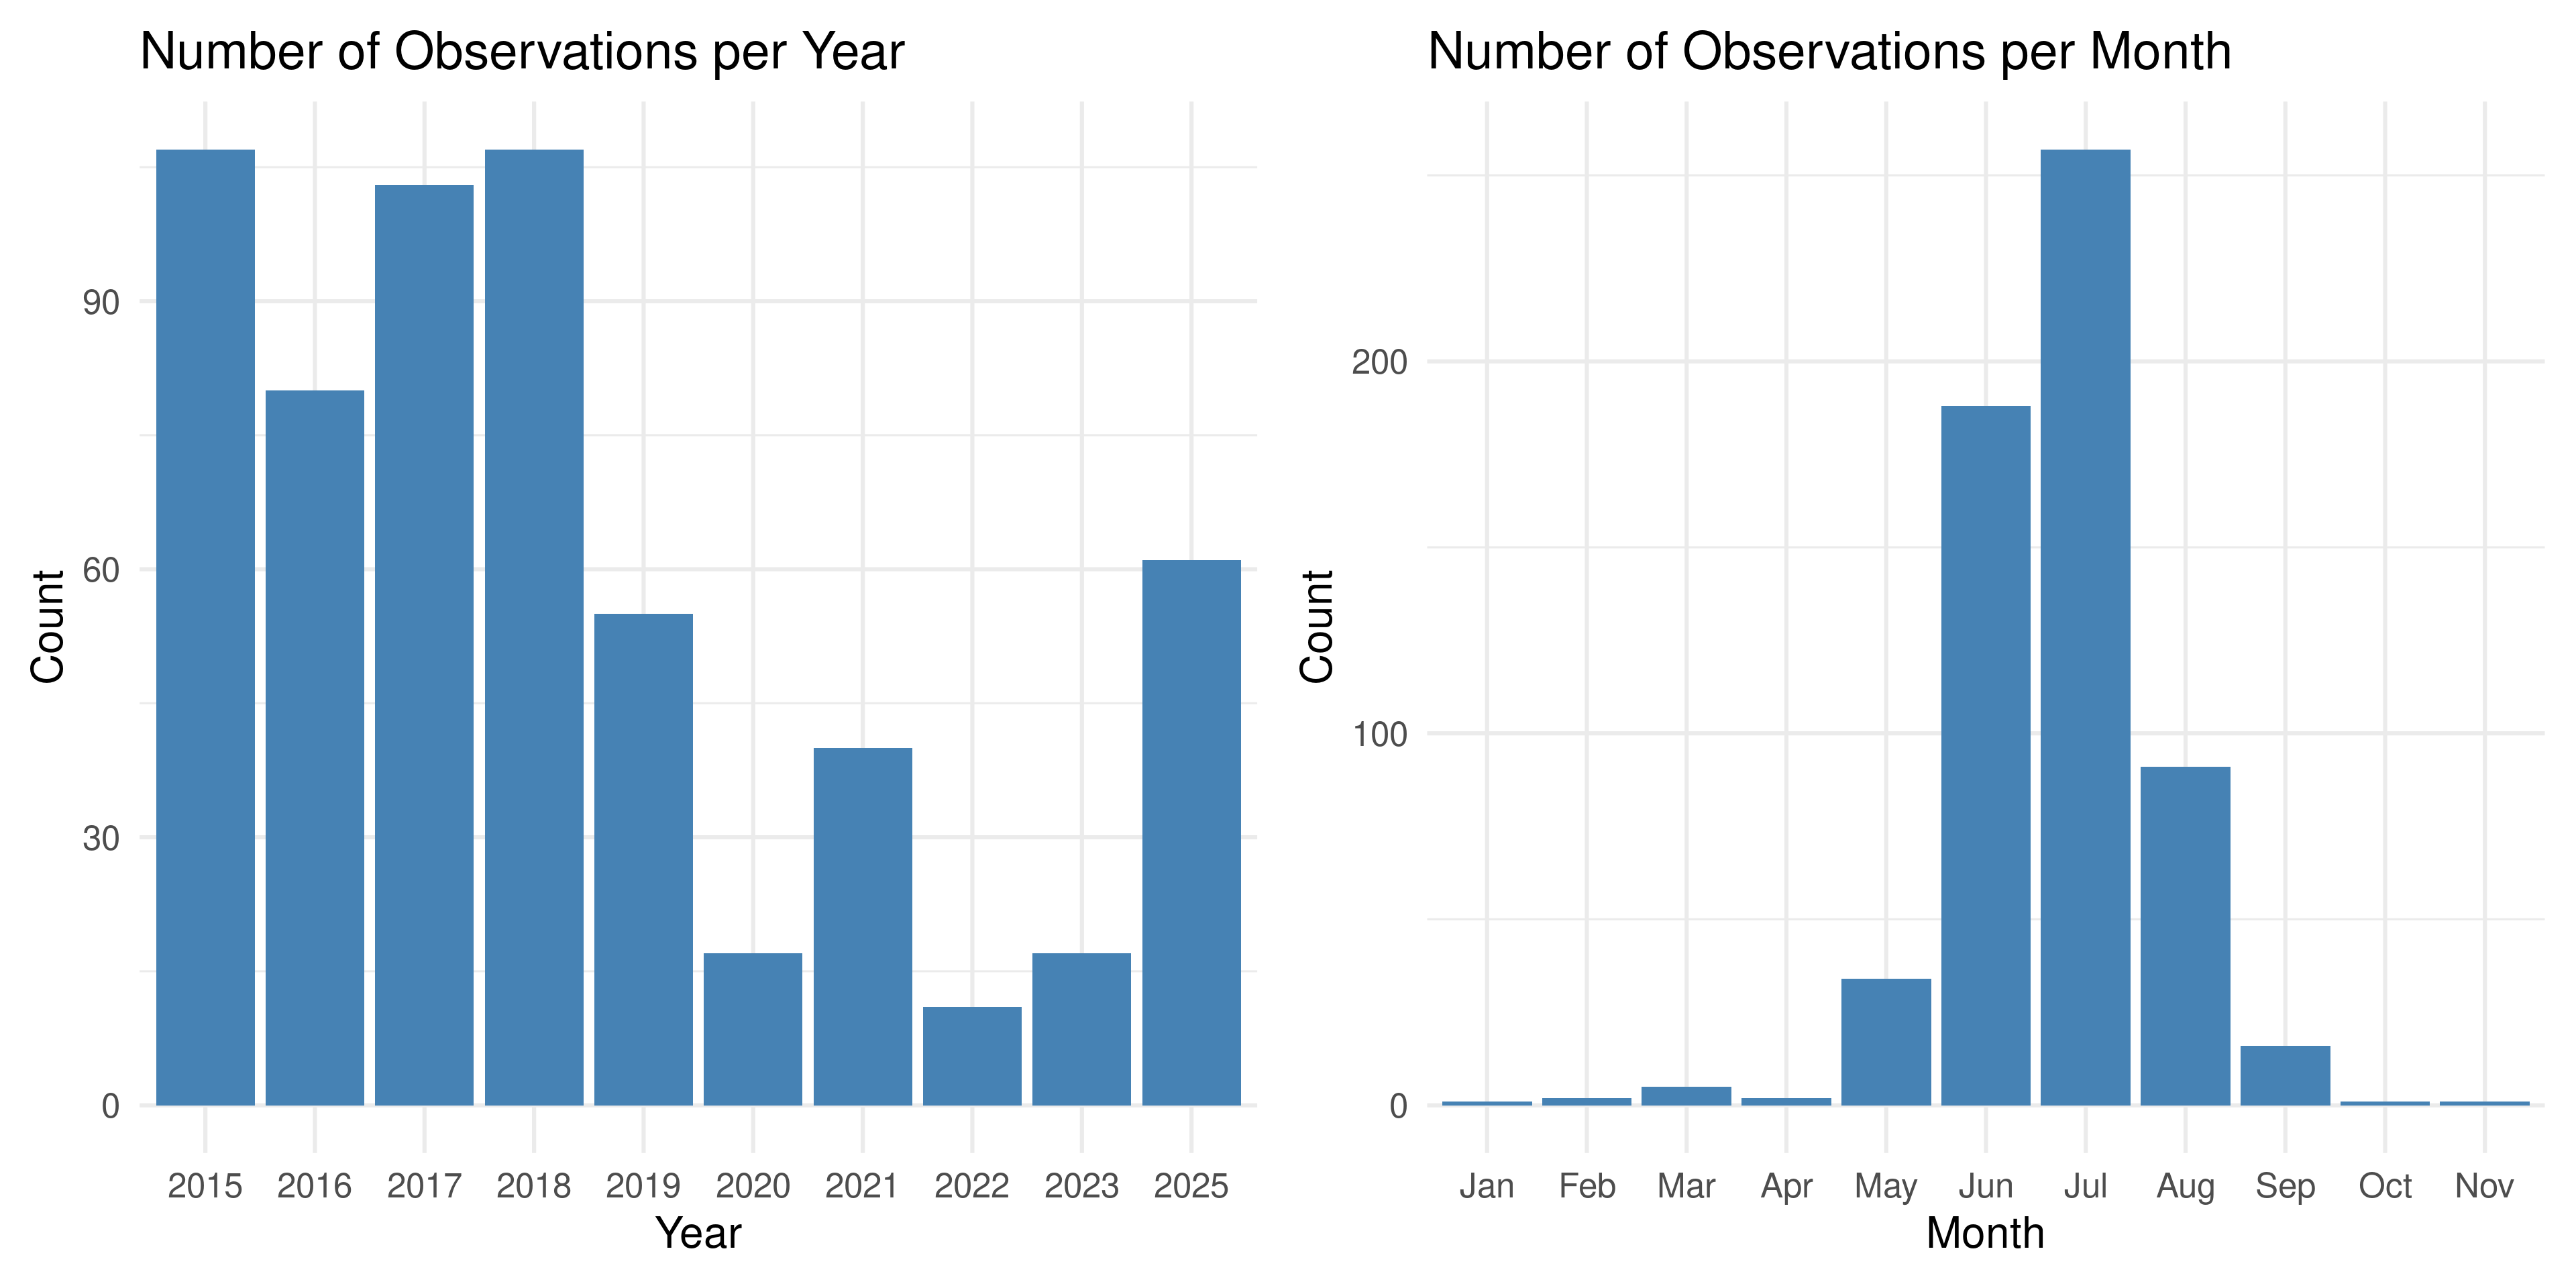 Number of Observations per Year
Count
90
60
30
0
2015 2016 2017 2018 2019 2020 2021 2022 2023 2025
Year
Number of Observations per Month
Count
200
100
0
Jan Feb Mar Apr May Jun Jul Aug Sep Oct Nov
Month